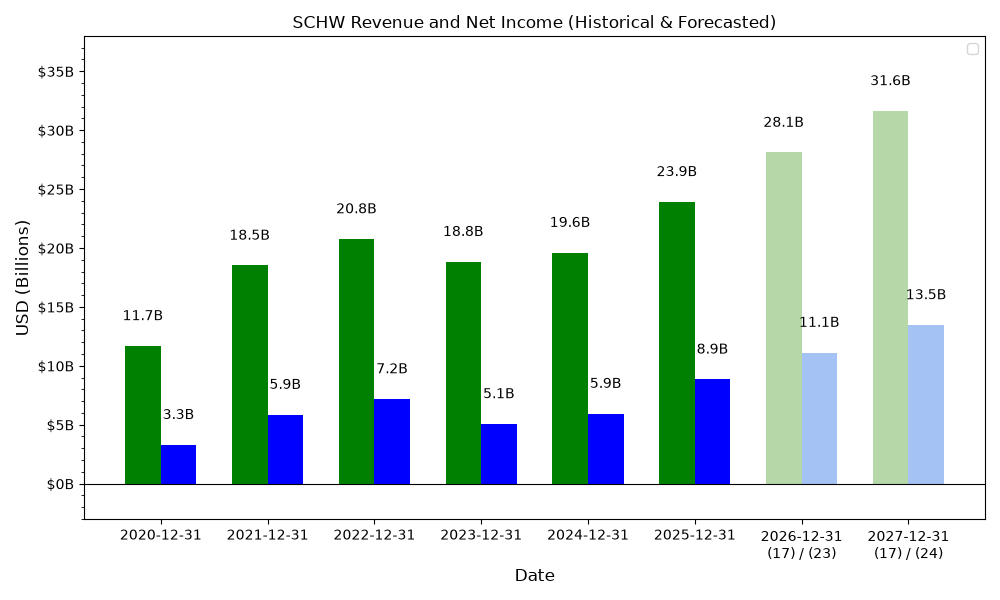 SCHW Revenue and Net Income (Historical & Forecasted)
USD (Billions)
$35B
$30B
$25B
$20B
$15B
$10B
$5B
$0B
11.7B
3.3B
18.5B
5.9B
20.8B
7.2B
18.8B
5.1B
19.6B
5.9B
23.9B
8.9B
28.1B
11.1B
31.6B
13.5B
2020-12-31
2021-12-31
2022-12-31
2023-12-31
2024-12-31
2025-12-31
2026-12-31
(17) / (23)
2027-12-31
(17) / (24)
Date